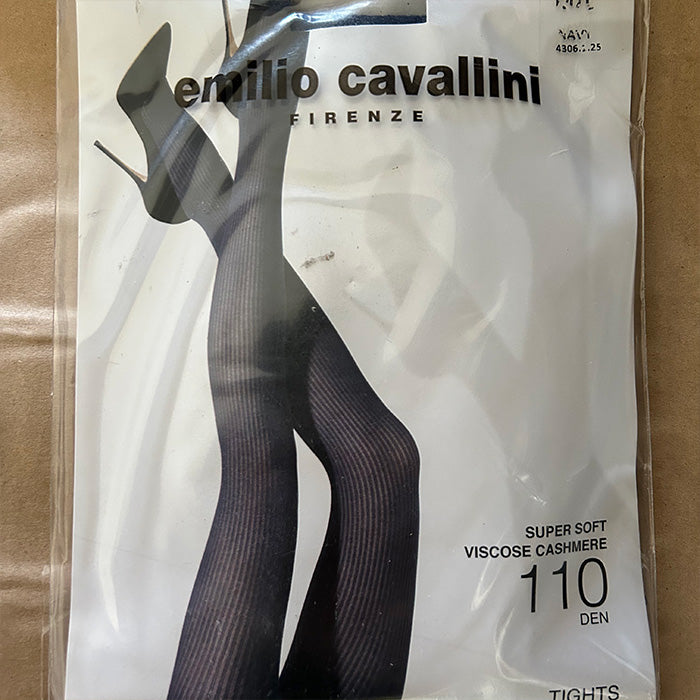 NAVY
4306.1.25
emilio cavallini
FIRENZE
SUPER SOFT
VISCOSE CASHMERE
110
DEN
TIGHTS